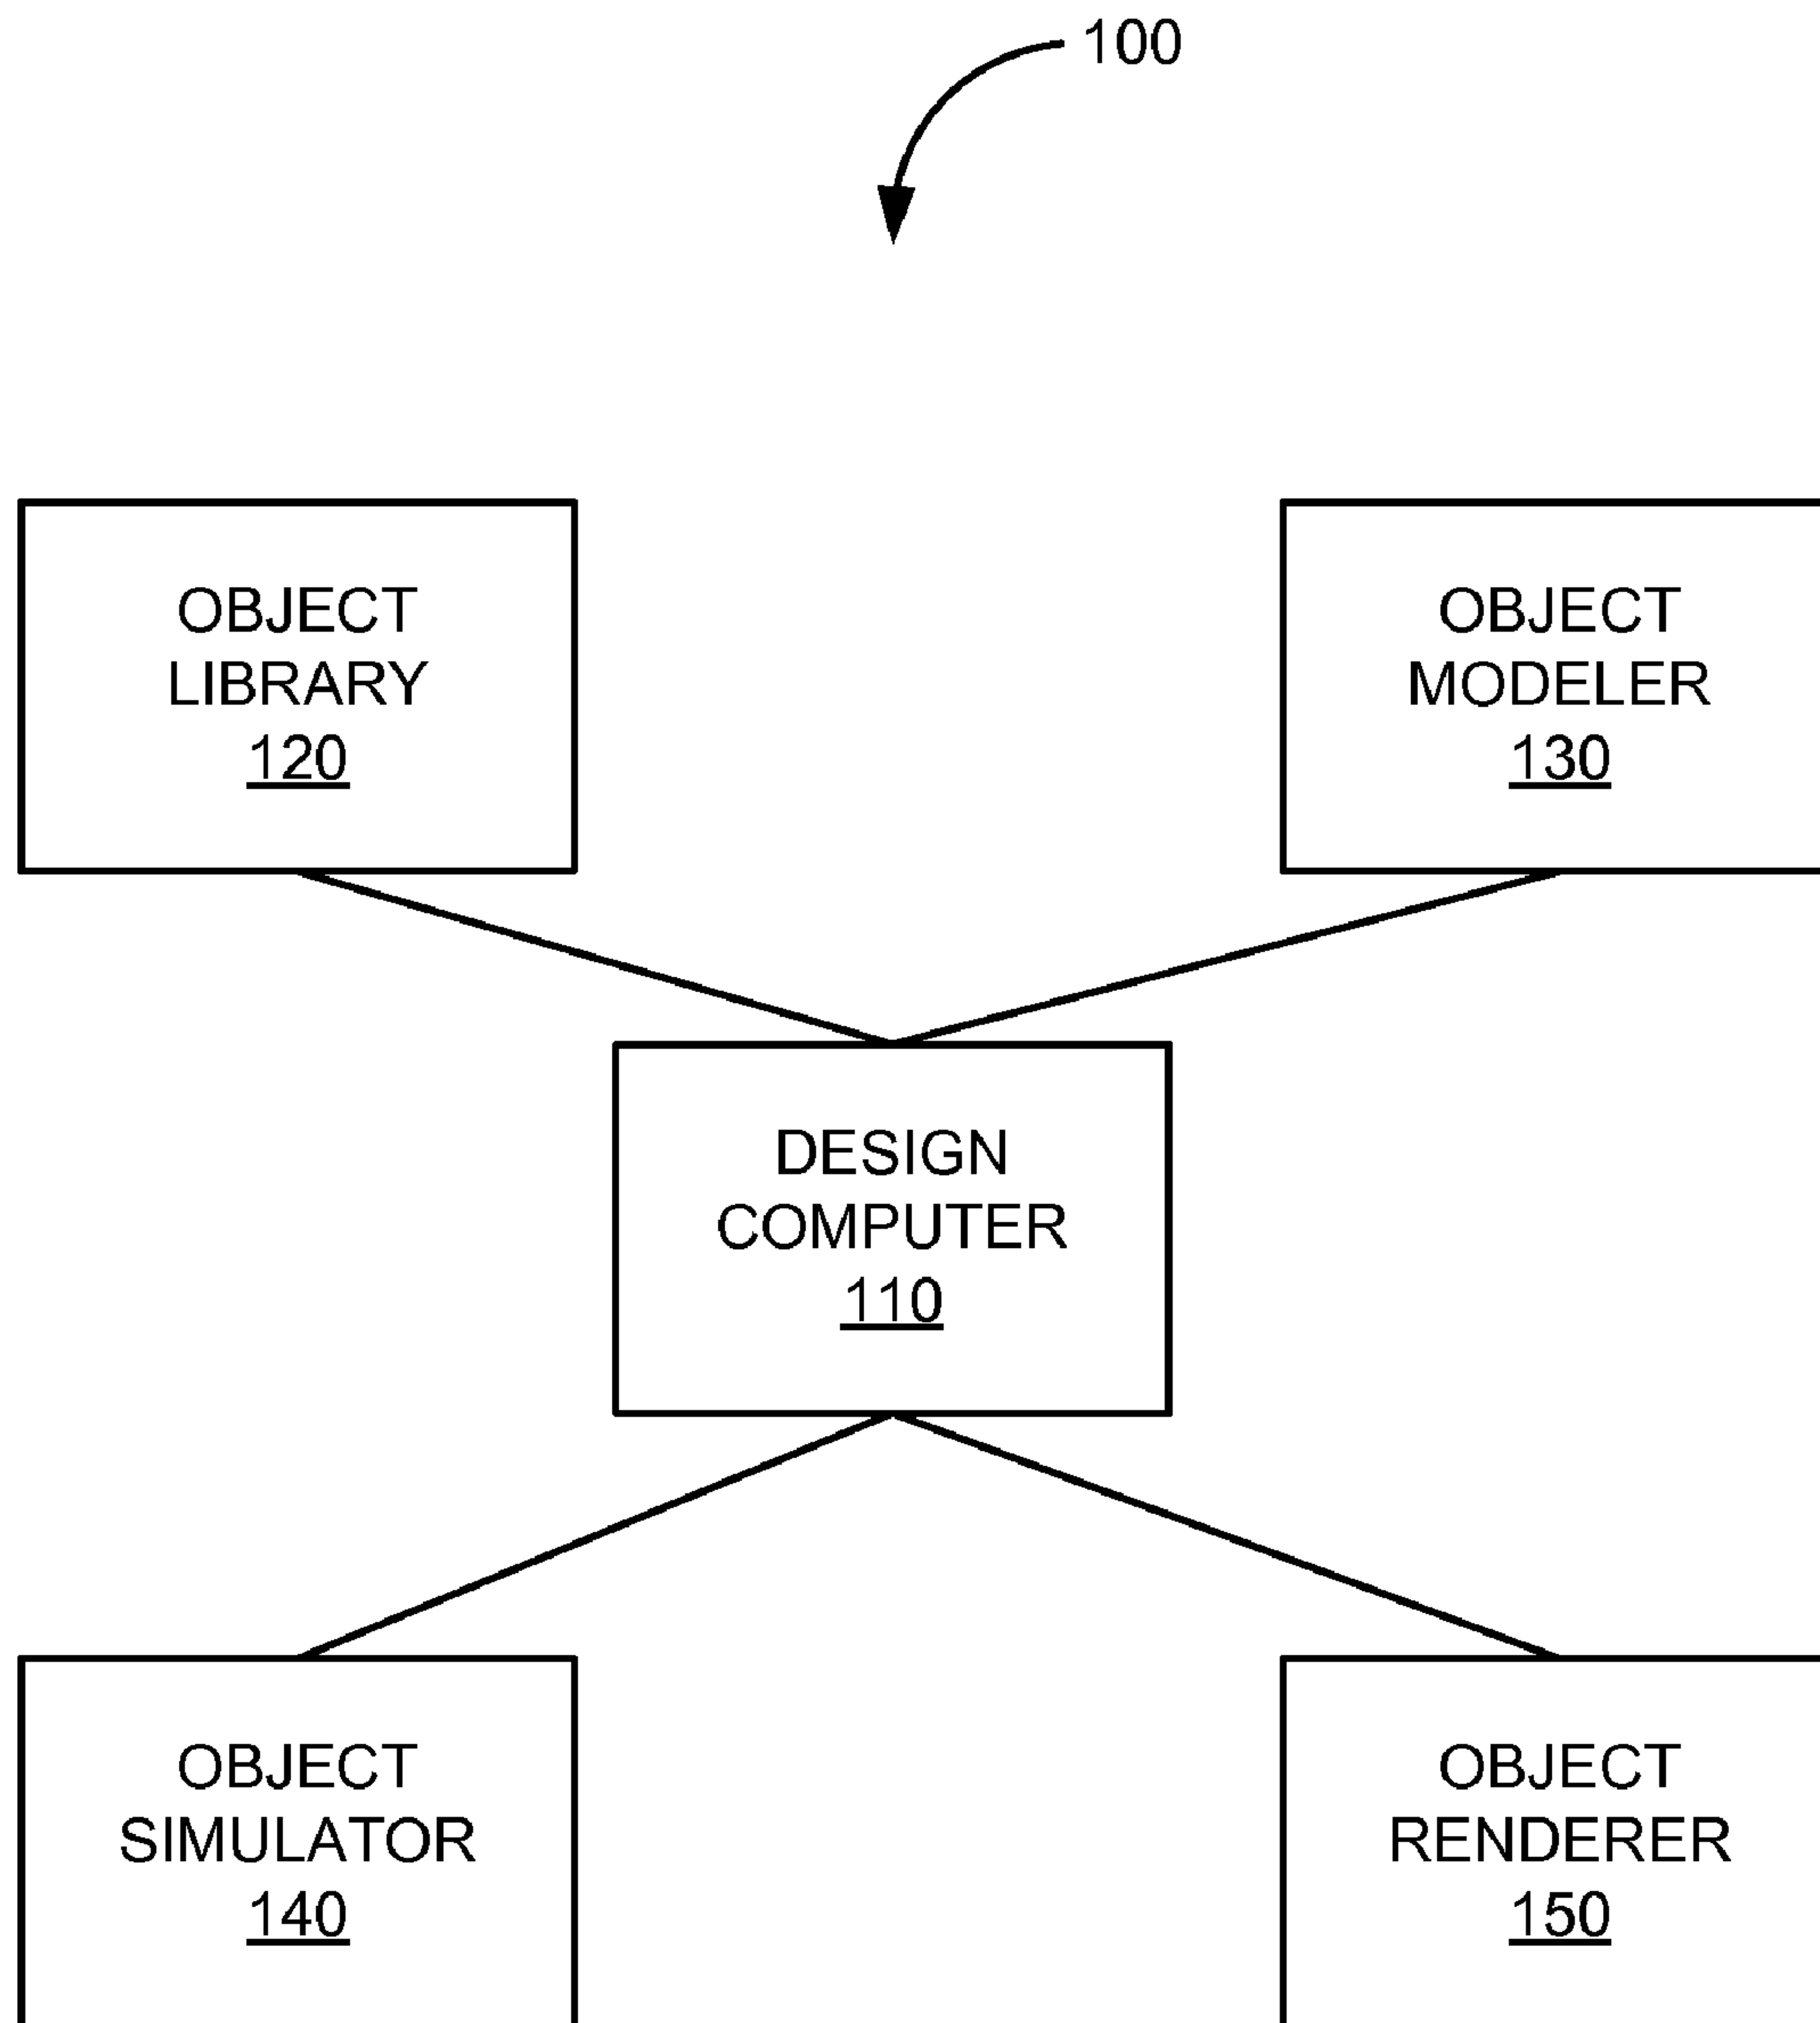 100
OBJECT
LIBRARY
120
OBJECT
MODELER
130
DESIGN
COMPUTER
110
OBJECT
SIMULATOR
140
OBJECT
RENDERER
150